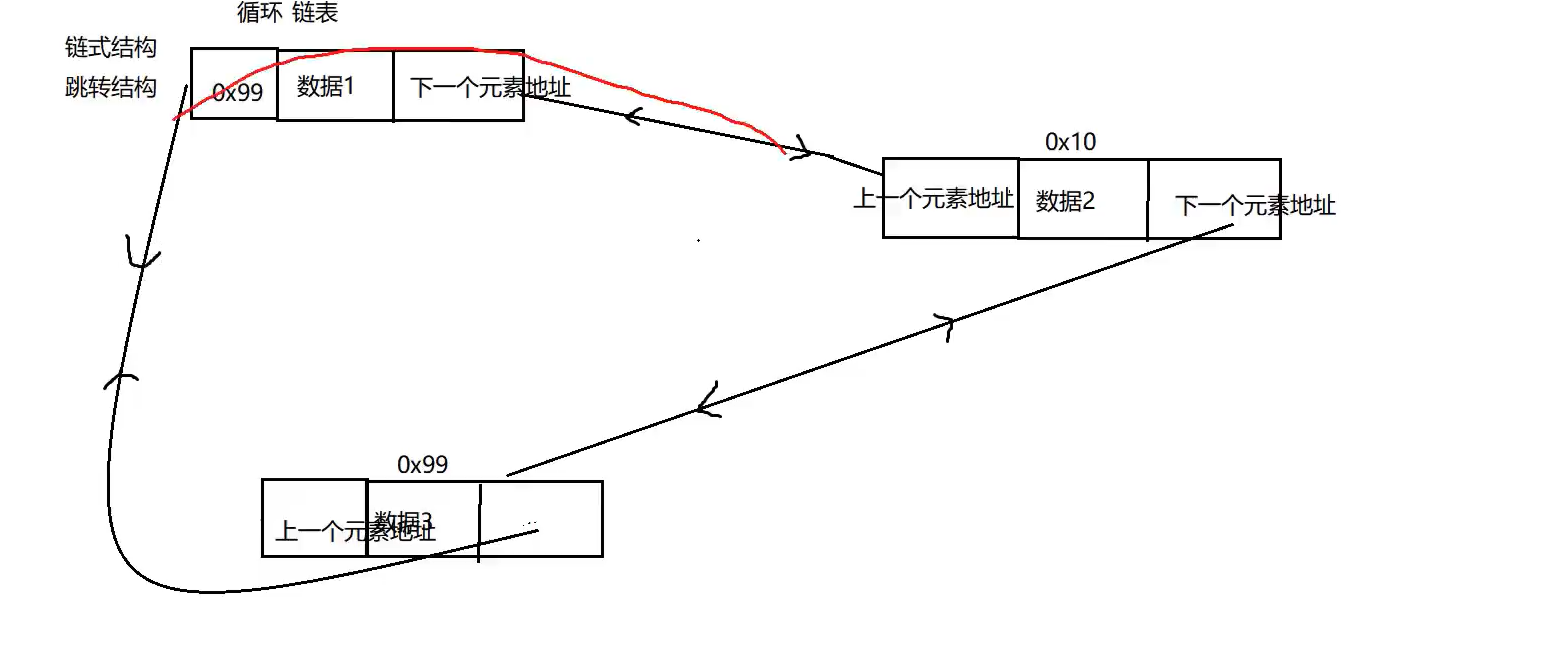 循环 链表
链式结构
跳转结构
0x99 数据1 下一个元素地址
0x10
上一个元素地址 数据2 下一个元素地址
0x99
上一个元素地址 数据3